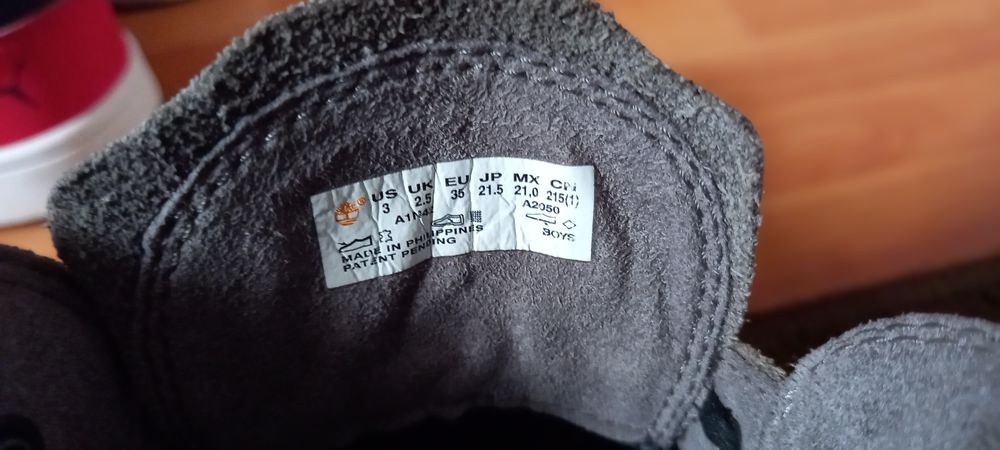 US UK EU JP MX CN
3 2.5 35 21.5 21,0 215(1)
A2050
BOYS
MADE IN PHILIPPINES
PATENT PENDING